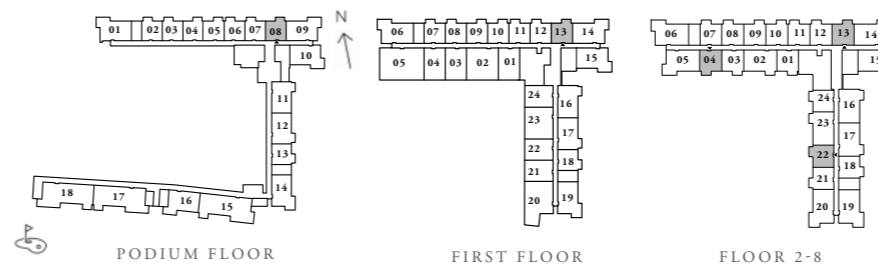 01 02 03 04 05 06 07 08 09
10
11
12
13
14
18 17 16 15
PODIUM FLOOR
N
06 07 08 09 10 11 12 13 14
05 04 03 02 01 15
24 16
23 17
22 18
21
20 19
FIRST FLOOR
06 07 08 09 10 11 12 13 14
05 04 03 02 01 15
24 16
23 17
22 18
21
20 19
FLOOR 2-8